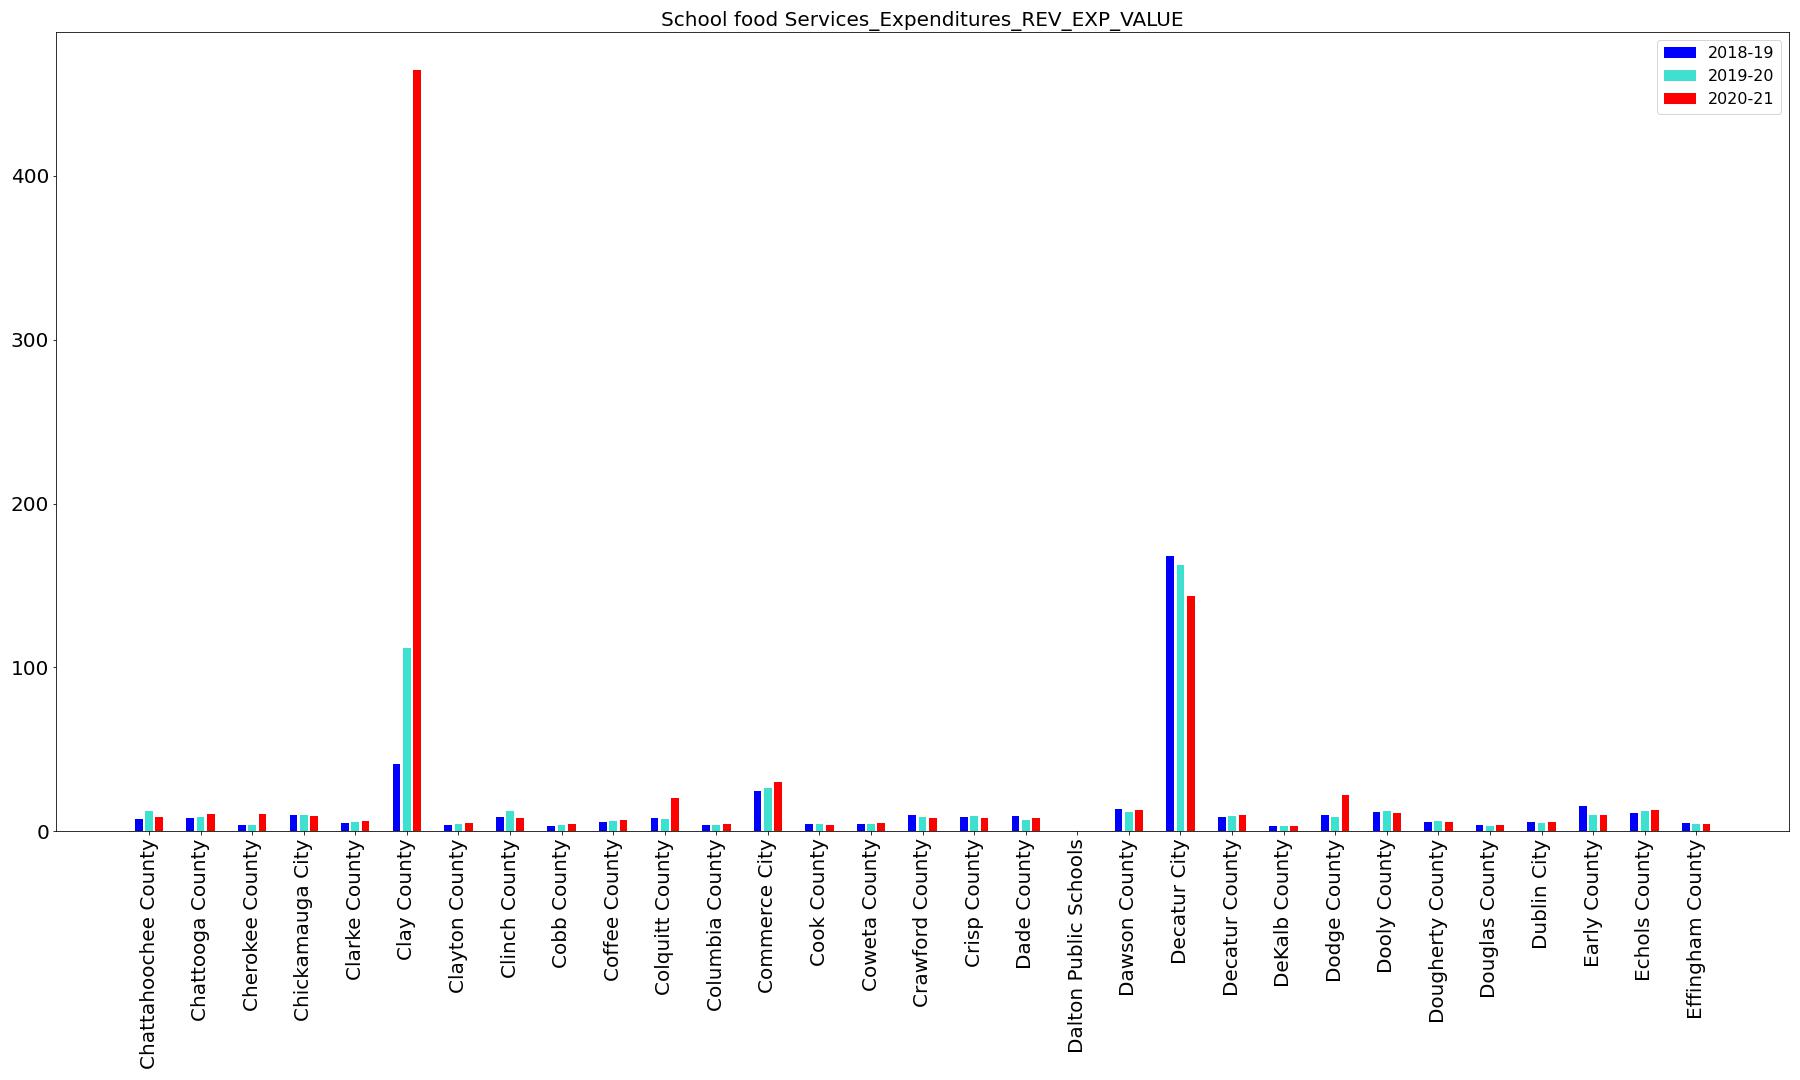 School food Services_Expenditures_REV_EXP_VALUE
2018-19
2019-20
2020-21
400
300
200
100
0
Chattahoochee County
Chattooga County
Cherokee County
Chickamauga City
Clarke County
Clay County
Clayton County
Clinch County
Cobb County
Coffee County
Colquitt County
Columbia County
Commerce City
Cook County
Coweta County
Crawford County
Crisp County
Dade County
Dalton Public Schools
Dawson County
Decatur City
Decatur County
DeKalb County
Dodge County
Dooly County
Dougherty County
Douglas County
Dublin City
Early County
Echols County
Effingham County